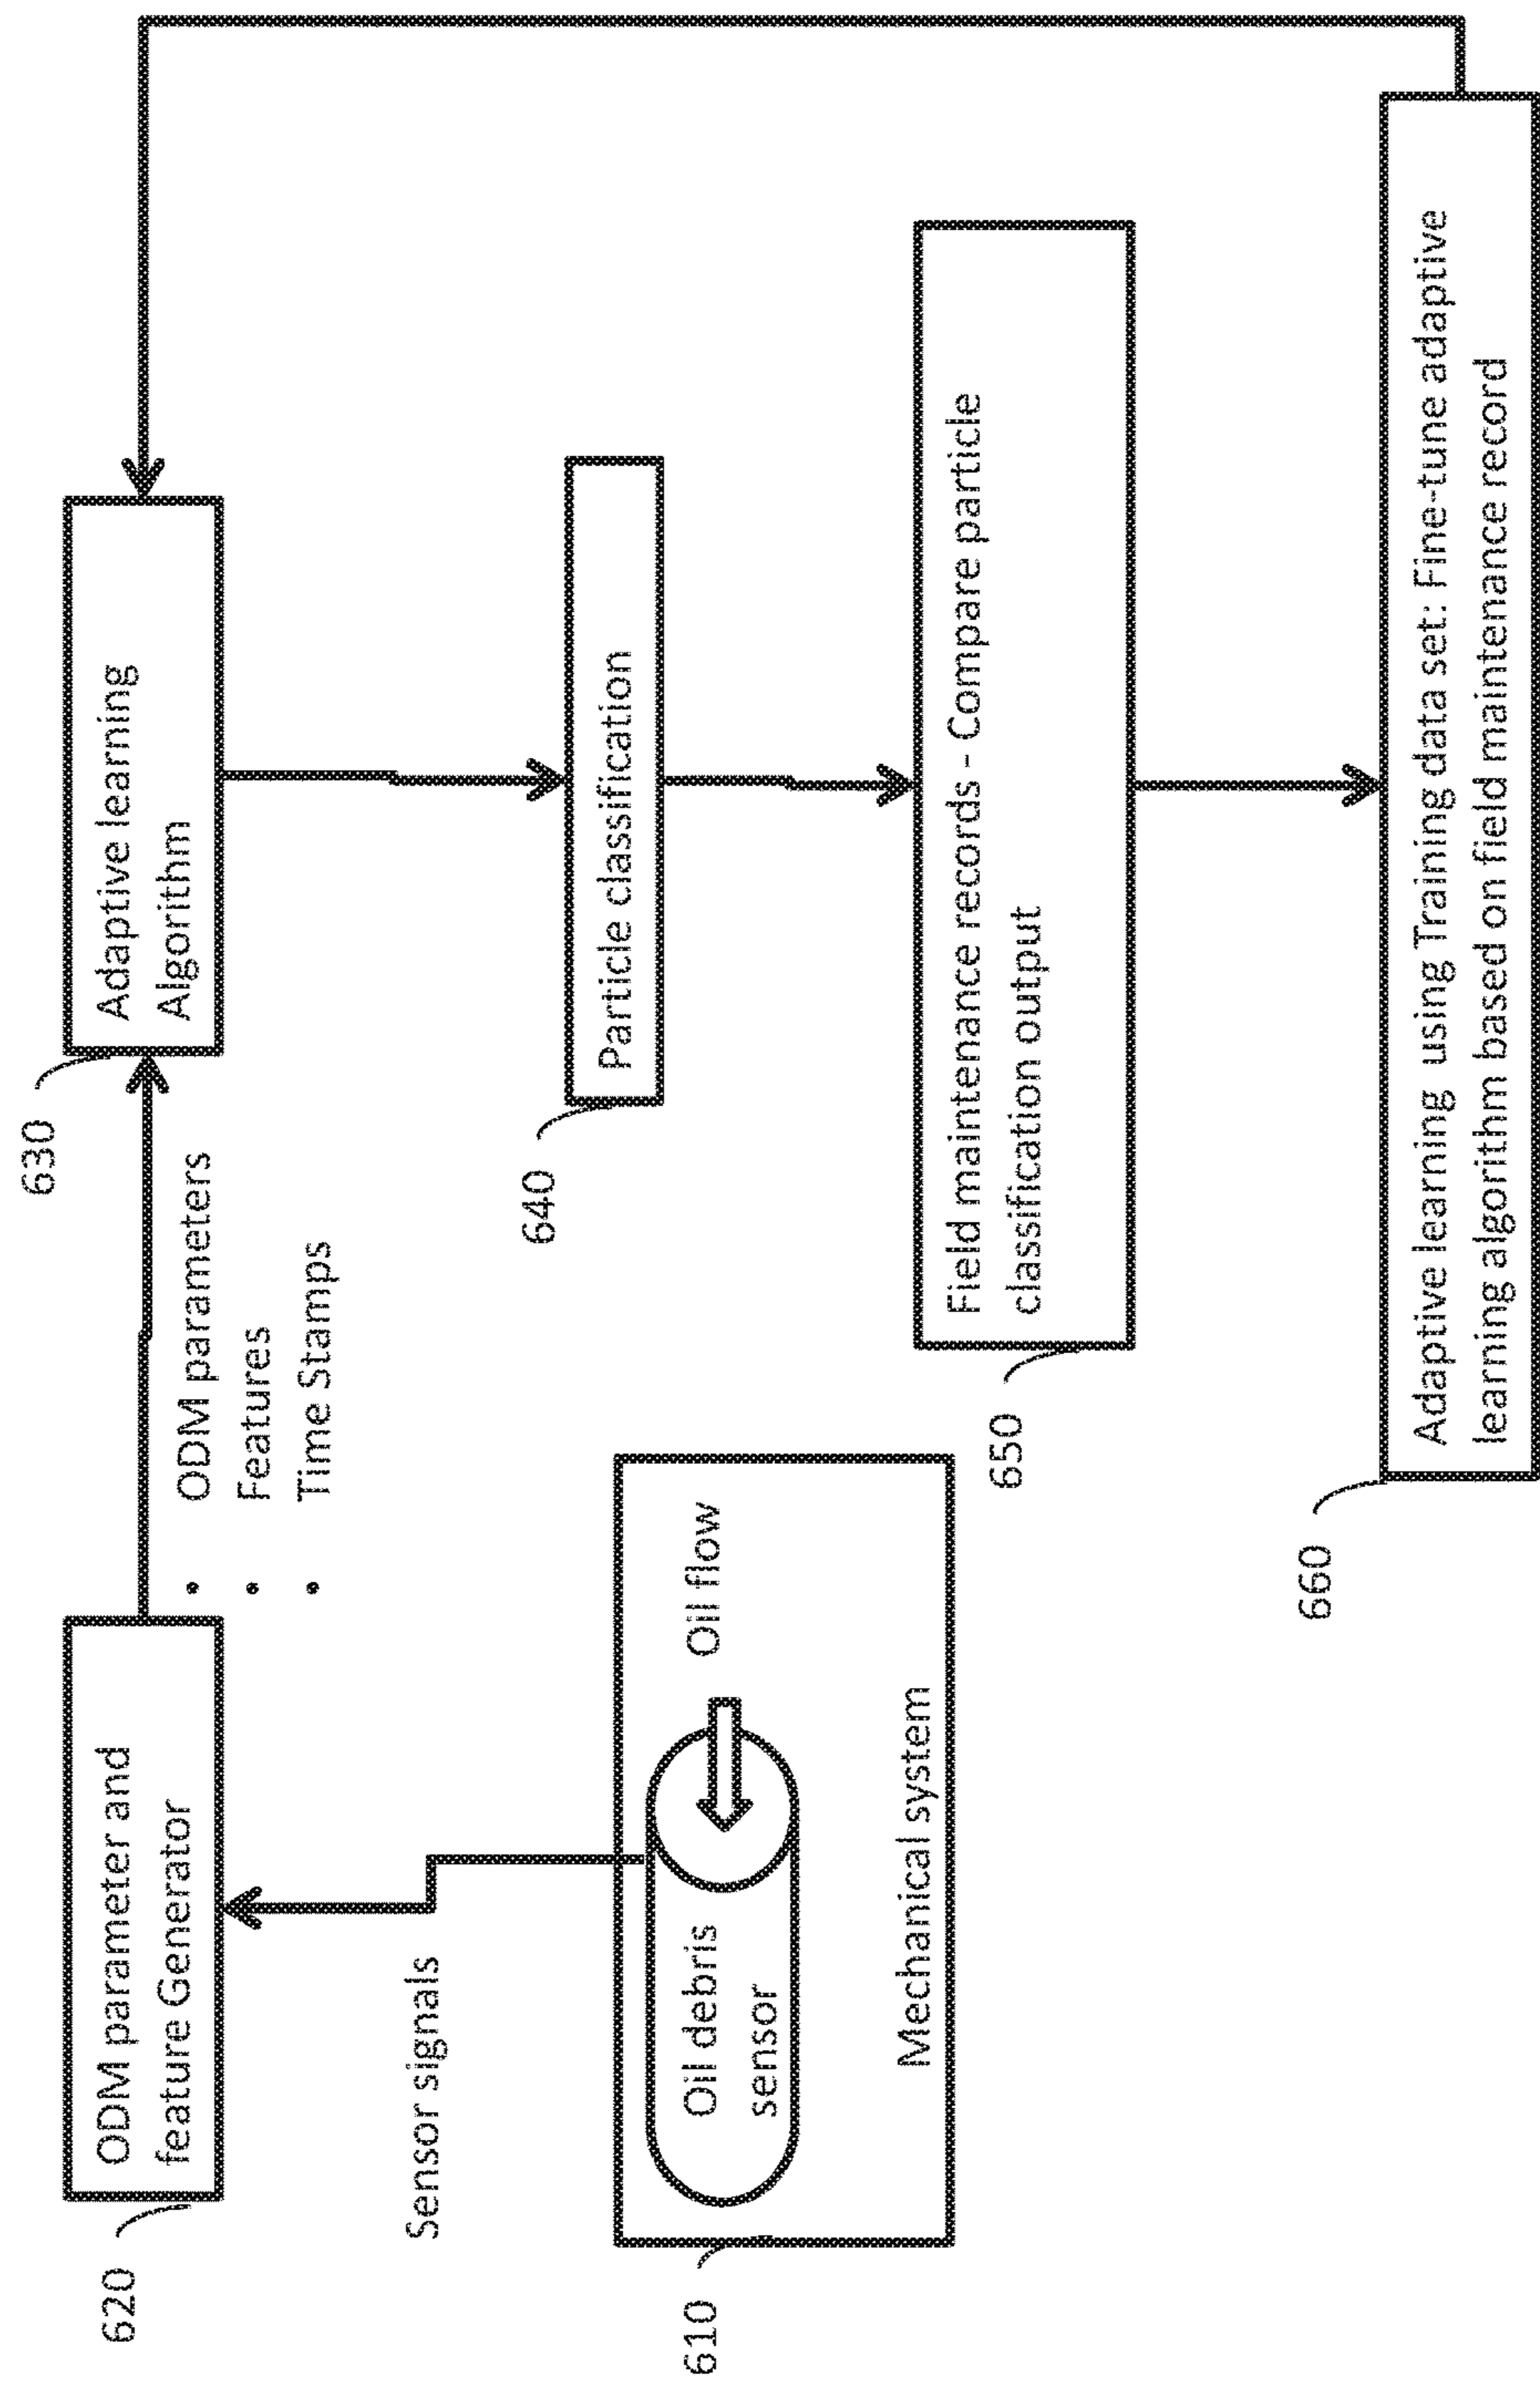 620
ODM parameter and
feature Generator
• ODM parameters
• Features
• Time Stamps
630
Adaptive learning
Algorithm
Sensor signals
610
Oil debris
sensor
Oil flow
Mechanical system
640
Particle classification
650
Field maintenance records - Compare particle
classification output
660
Adaptive learning using Training data set: Fine-tune adaptive
learning algorithm based on field maintenance record